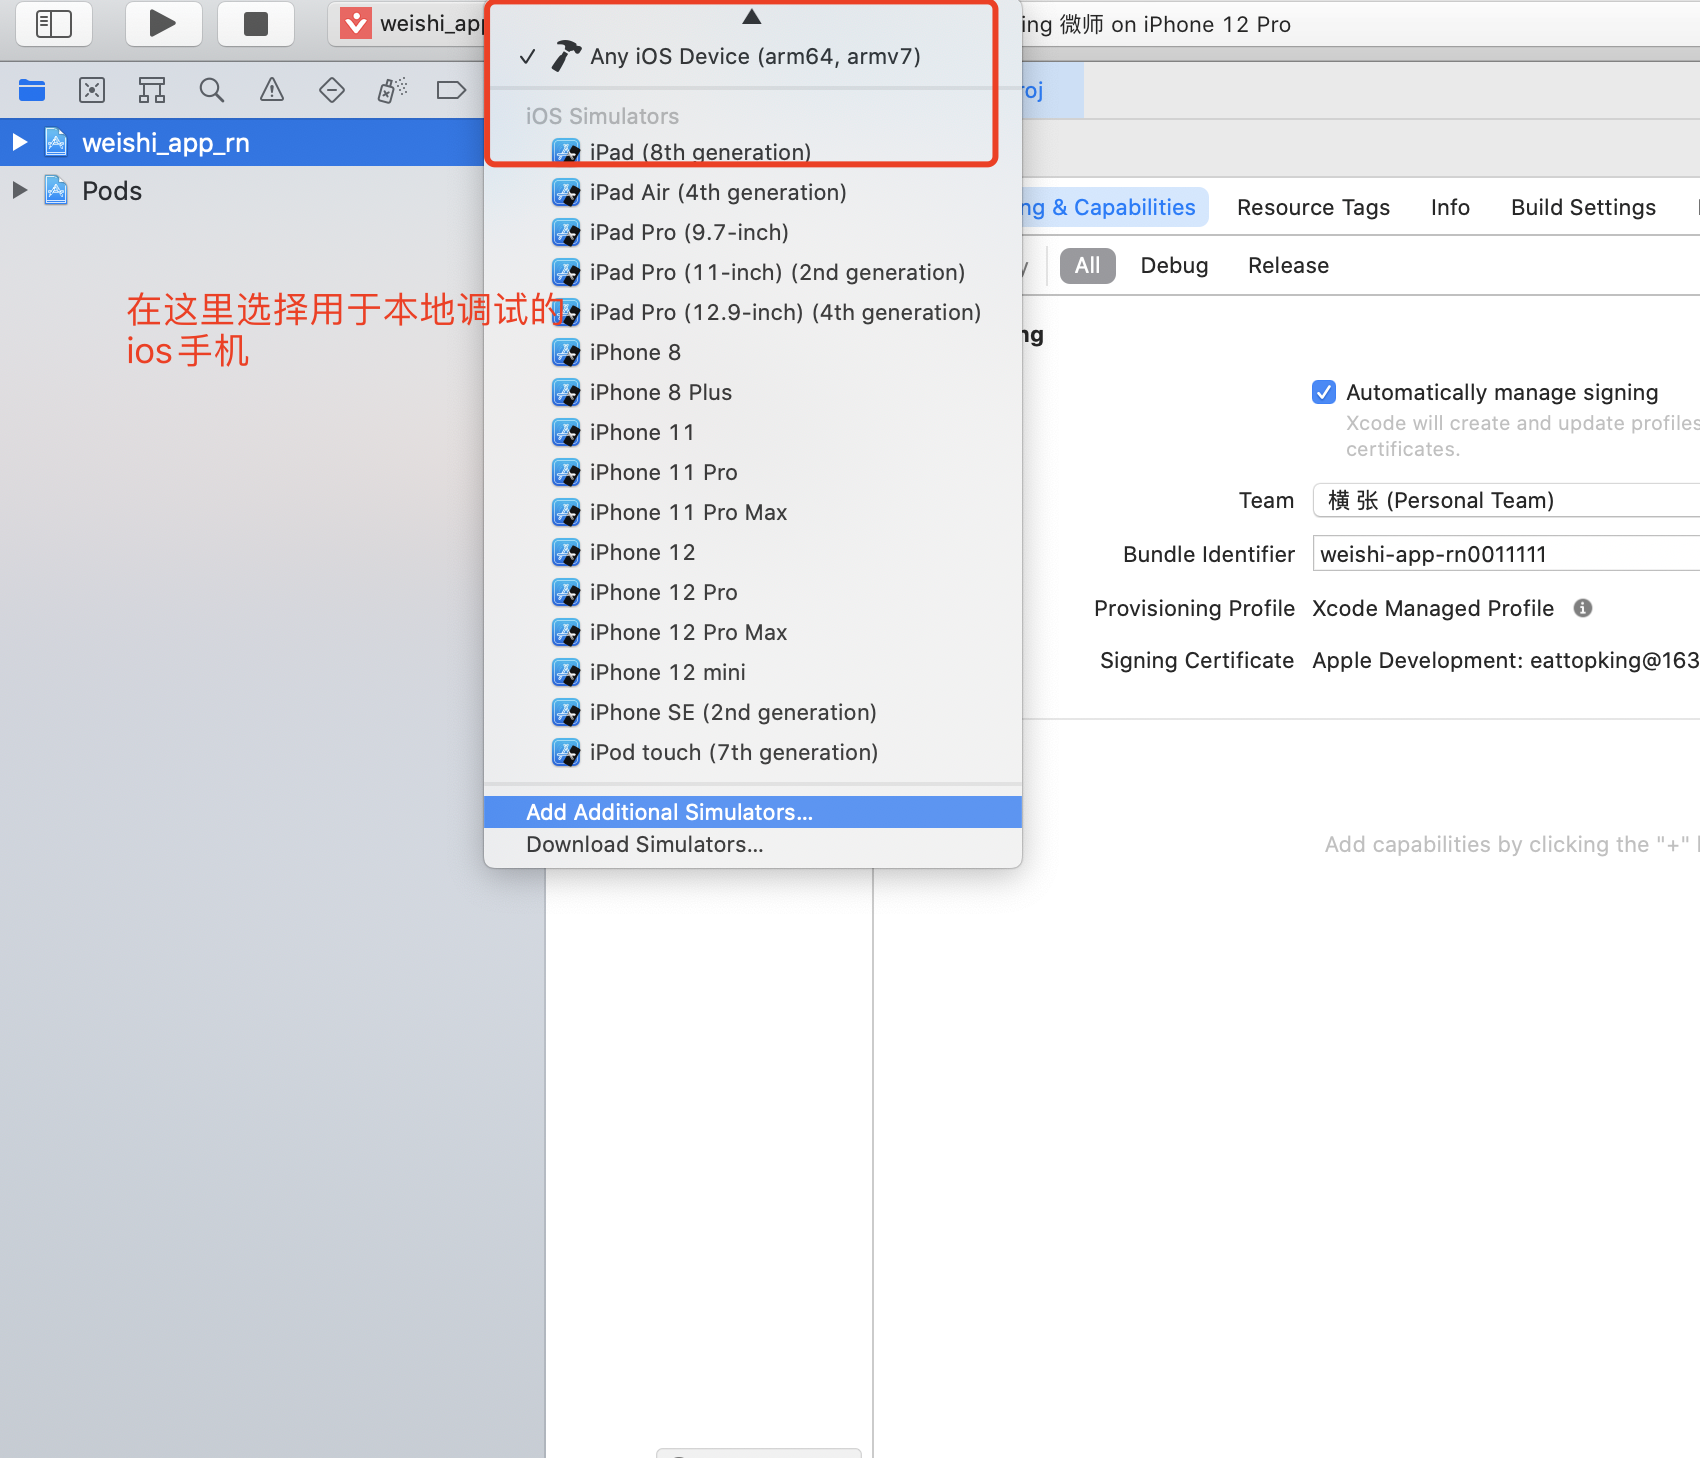 weishi_app
ing 微师 on iPhone 12 Pro
Any iOS Device (arm64, armv7)
roj
iOS Simulators
weishi_app_rn
iPad (8th generation)
Pods
iPad Air (4th generation)
ng & Capabilities
Resource Tags
Info
Build Settings
iPad Pro (9.7-inch)
All
Debug
Release
iPad Pro (11-inch) (2nd generation)
在这里选择用于本地调试的
ios手机
iPad Pro (12.9-inch) (4th generation)
ng
iPhone 8
iPhone 8 Plus
Automatically manage signing
Xcode will create and update profiles
certificates.
iPhone 11
iPhone 11 Pro
Team
横 张 (Personal Team)
iPhone 11 Pro Max
iPhone 12
Bundle Identifier
weishi-app-rn0011111
iPhone 12 Pro
Provisioning Profile
Xcode Managed Profile
iPhone 12 Pro Max
Signing Certificate
Apple Development: eattopking@163
iPhone 12 mini
iPhone SE (2nd generation)
iPod touch (7th generation)
Add Additional Simulators...
Download Simulators...
Add capabilities by clicking the "+"